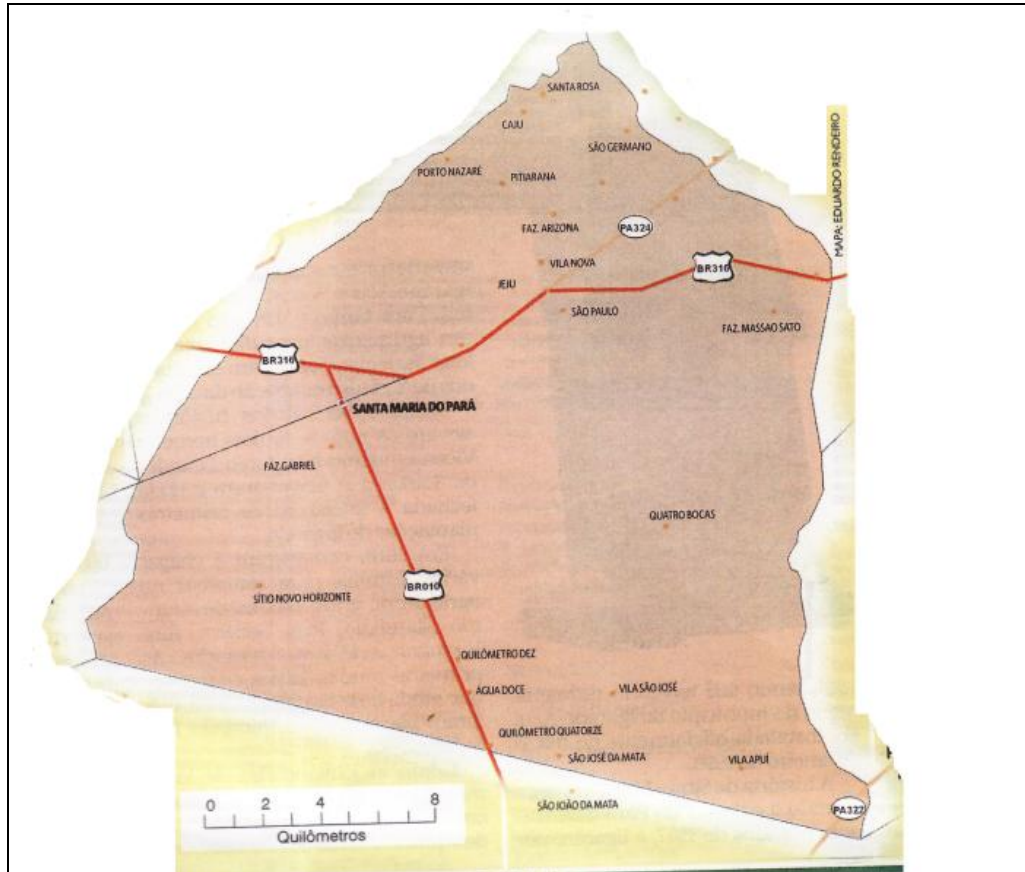 SANTA ROSA
CAJU
SÃO GERMANO
PORTO NAZARÉ
PITIARANA
FAZ. ARIZONA
PA324
VILA NOVA
BR310
JEJU
SÃO PAULO
FAZ. MASSAO SATO
MAPA: EDUARDO RENDEIRO
BR316
SANTA MARIA DO PARÁ
FAZ.GABRIEL
QUATRO BOCAS
BR010
SÍTIO NOVO HORIZONTE
QUILÔMETRO DEZ
ÁGUA DOCE
VILA SÃO JOSÉ
QUILÔMETRO QUATORZE
SÃO JOSÉ DA MATA
VILA APUÍ
SÃO JOÃO DA MATA
PA322
0 2 4 8
Quilômetros